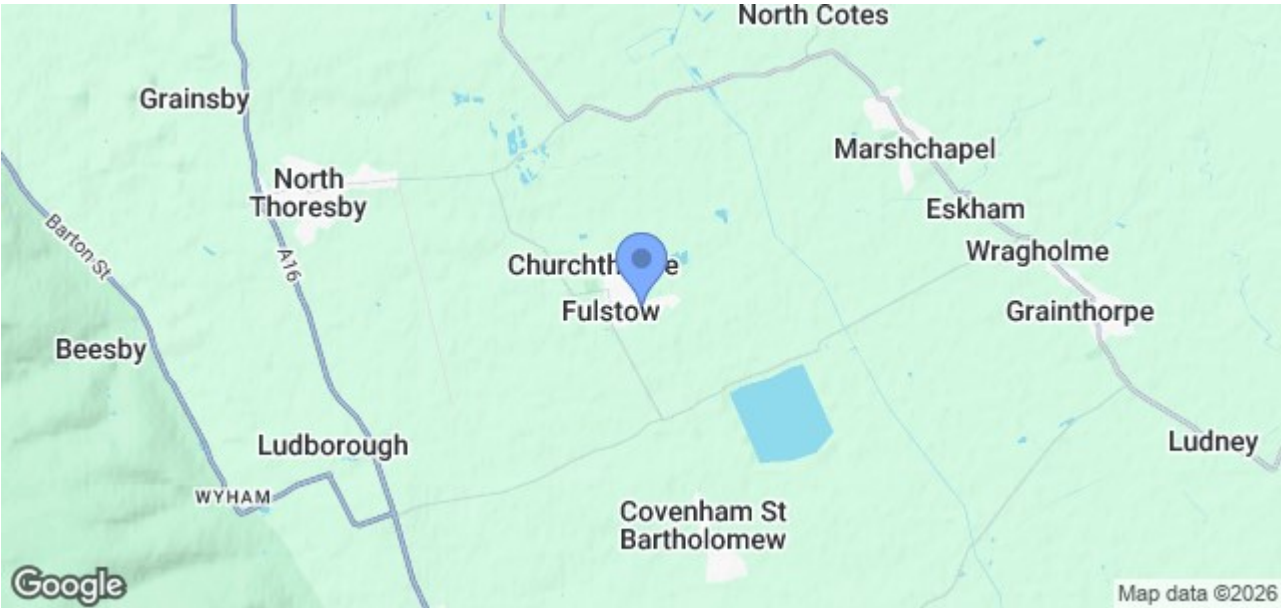 North Cotes
Grainsby
Marshchapel
North
Thoresby
Eskham
Barton St
A16
Wragholme
Fulstow
Grainthorpe
Beesby
Ludborough
Ludney
WYHAM
Covenham St
Bartholomew
Google
Map data ©2026